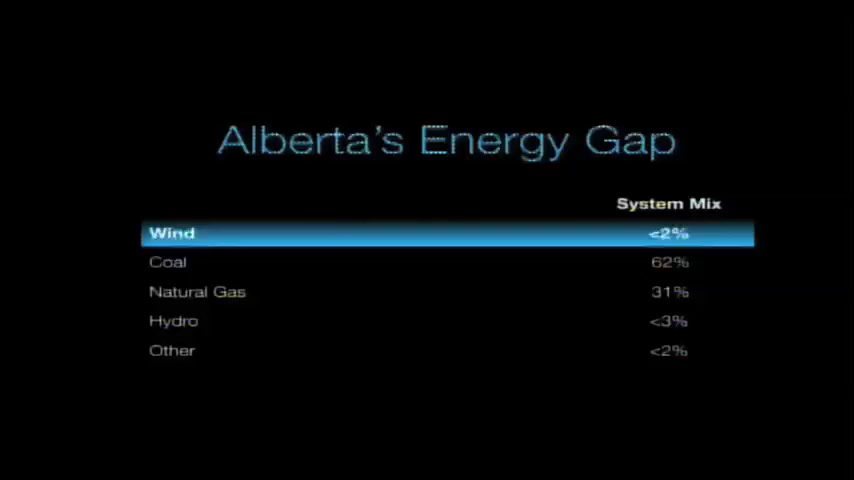 Alberta's Energy Gap
System Mix
Wind <2%
Coal 62%
Natural Gas 31%
Hydro <3%
Other <2%